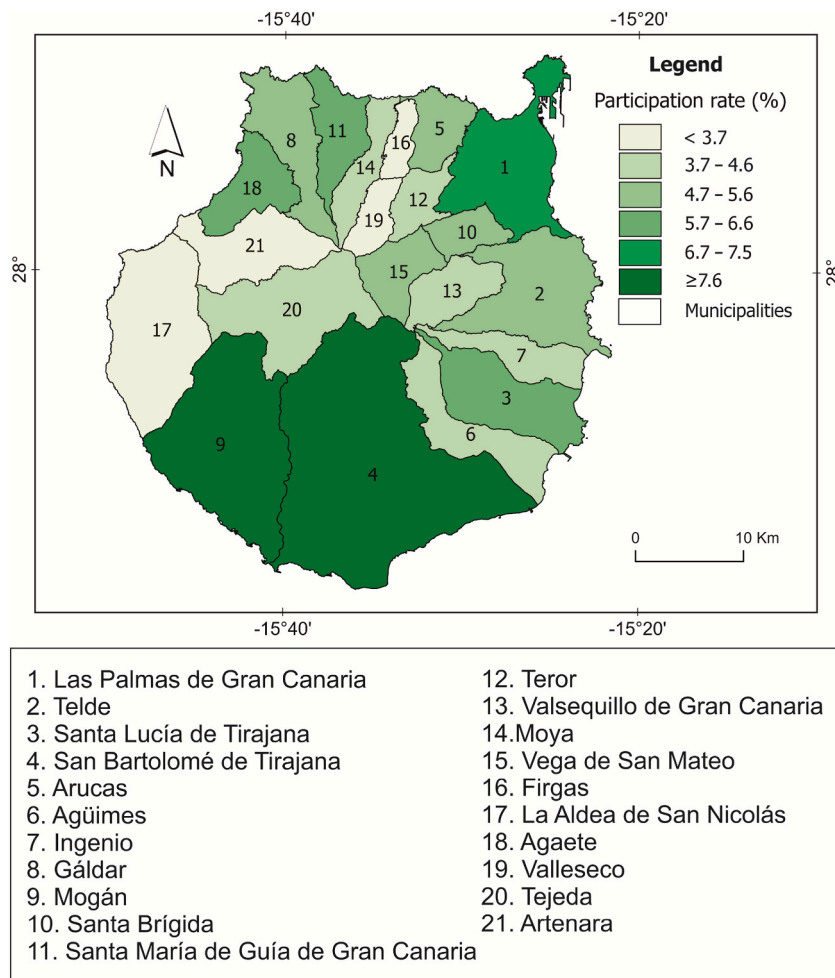 -15°40'
-15°20'
Legend
Participation rate (%)
< 3.7
3.7 – 4.6
4.7 – 5.6
5.7 – 6.6
6.7 – 7.5
≥7.6
Municipalities
N
28°
28°
8
11
14
16
5
1
18
12
19
10
21
15
13
2
20
17
7
3
6
9
4
0
10 Km
-15°40'
-15°20'
1. Las Palmas de Gran Canaria
2. Telde
3. Santa Lucía de Tirajana
4. San Bartolomé de Tirajana
5. Arucas
6. Agüimes
7. Ingenio
8. Gáldar
9. Mogán
10. Santa Brígida
11. Santa María de Guía de Gran Canaria
12. Teror
13. Valsequillo de Gran Canaria
14.Moya
15. Vega de San Mateo
16. Firgas
17. La Aldea de San Nicolás
18. Agaete
19. Valleseco
20. Tejeda
21. Artenara